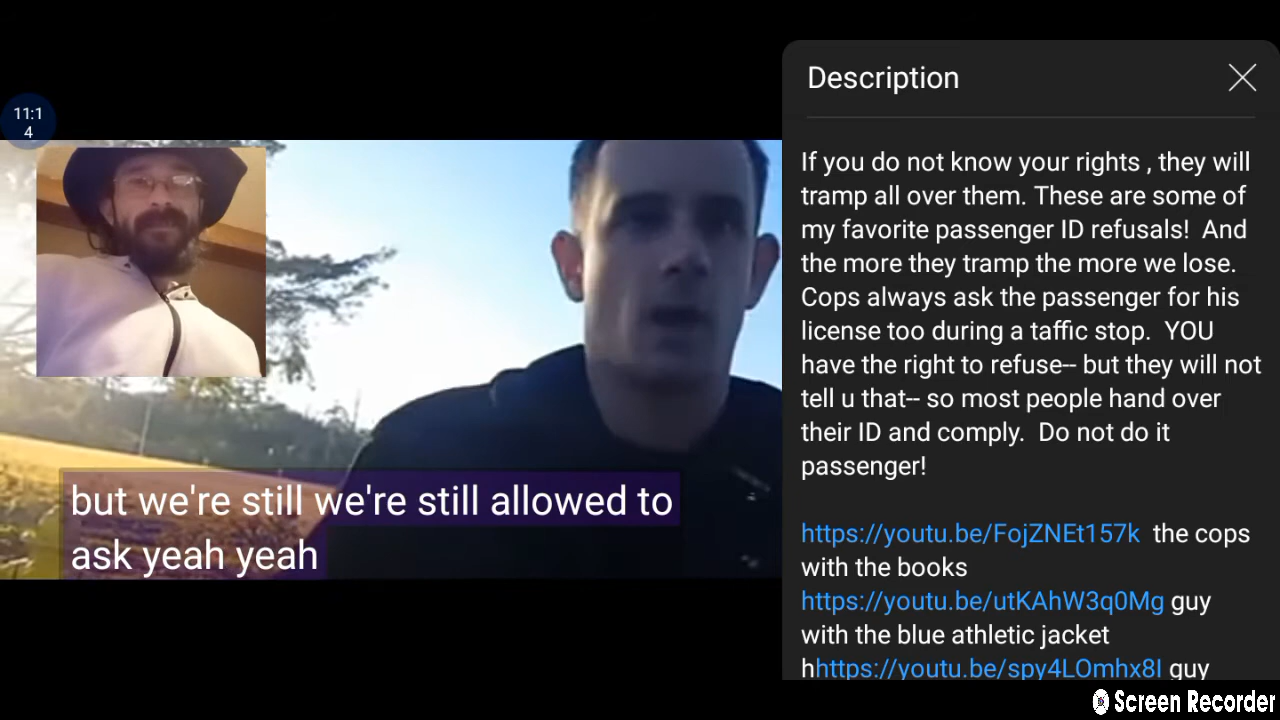 Description
11:1
4
If you do not know your rights , they will
tramp all over them. These are some of
my favorite passenger ID refusals!  And
the more they tramp the more we lose.
Cops always ask the passenger for his
license too during a taffic stop.  YOU
have the right to refuse-- but they will not
tell u that-- so most people hand over
their ID and comply.  Do not do it
passenger!
https://youtu.be/FojZNEt157k  the cops
with the books
https://youtu.be/utKAhW3q0Mg guy
with the blue athletic jacket
hhttps://youtu.be/spy4LOmhx8I guy
but we're still we're still allowed to
ask yeah yeah
Screen Recorder